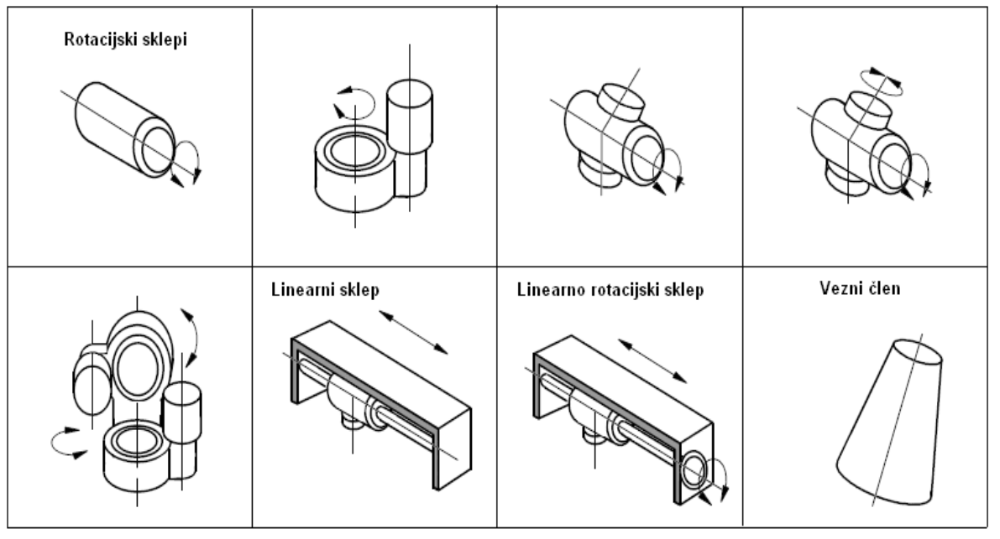 Rotacijski sklepi
Linearni sklep
Linearno rotacijski sklep
Vezni člen